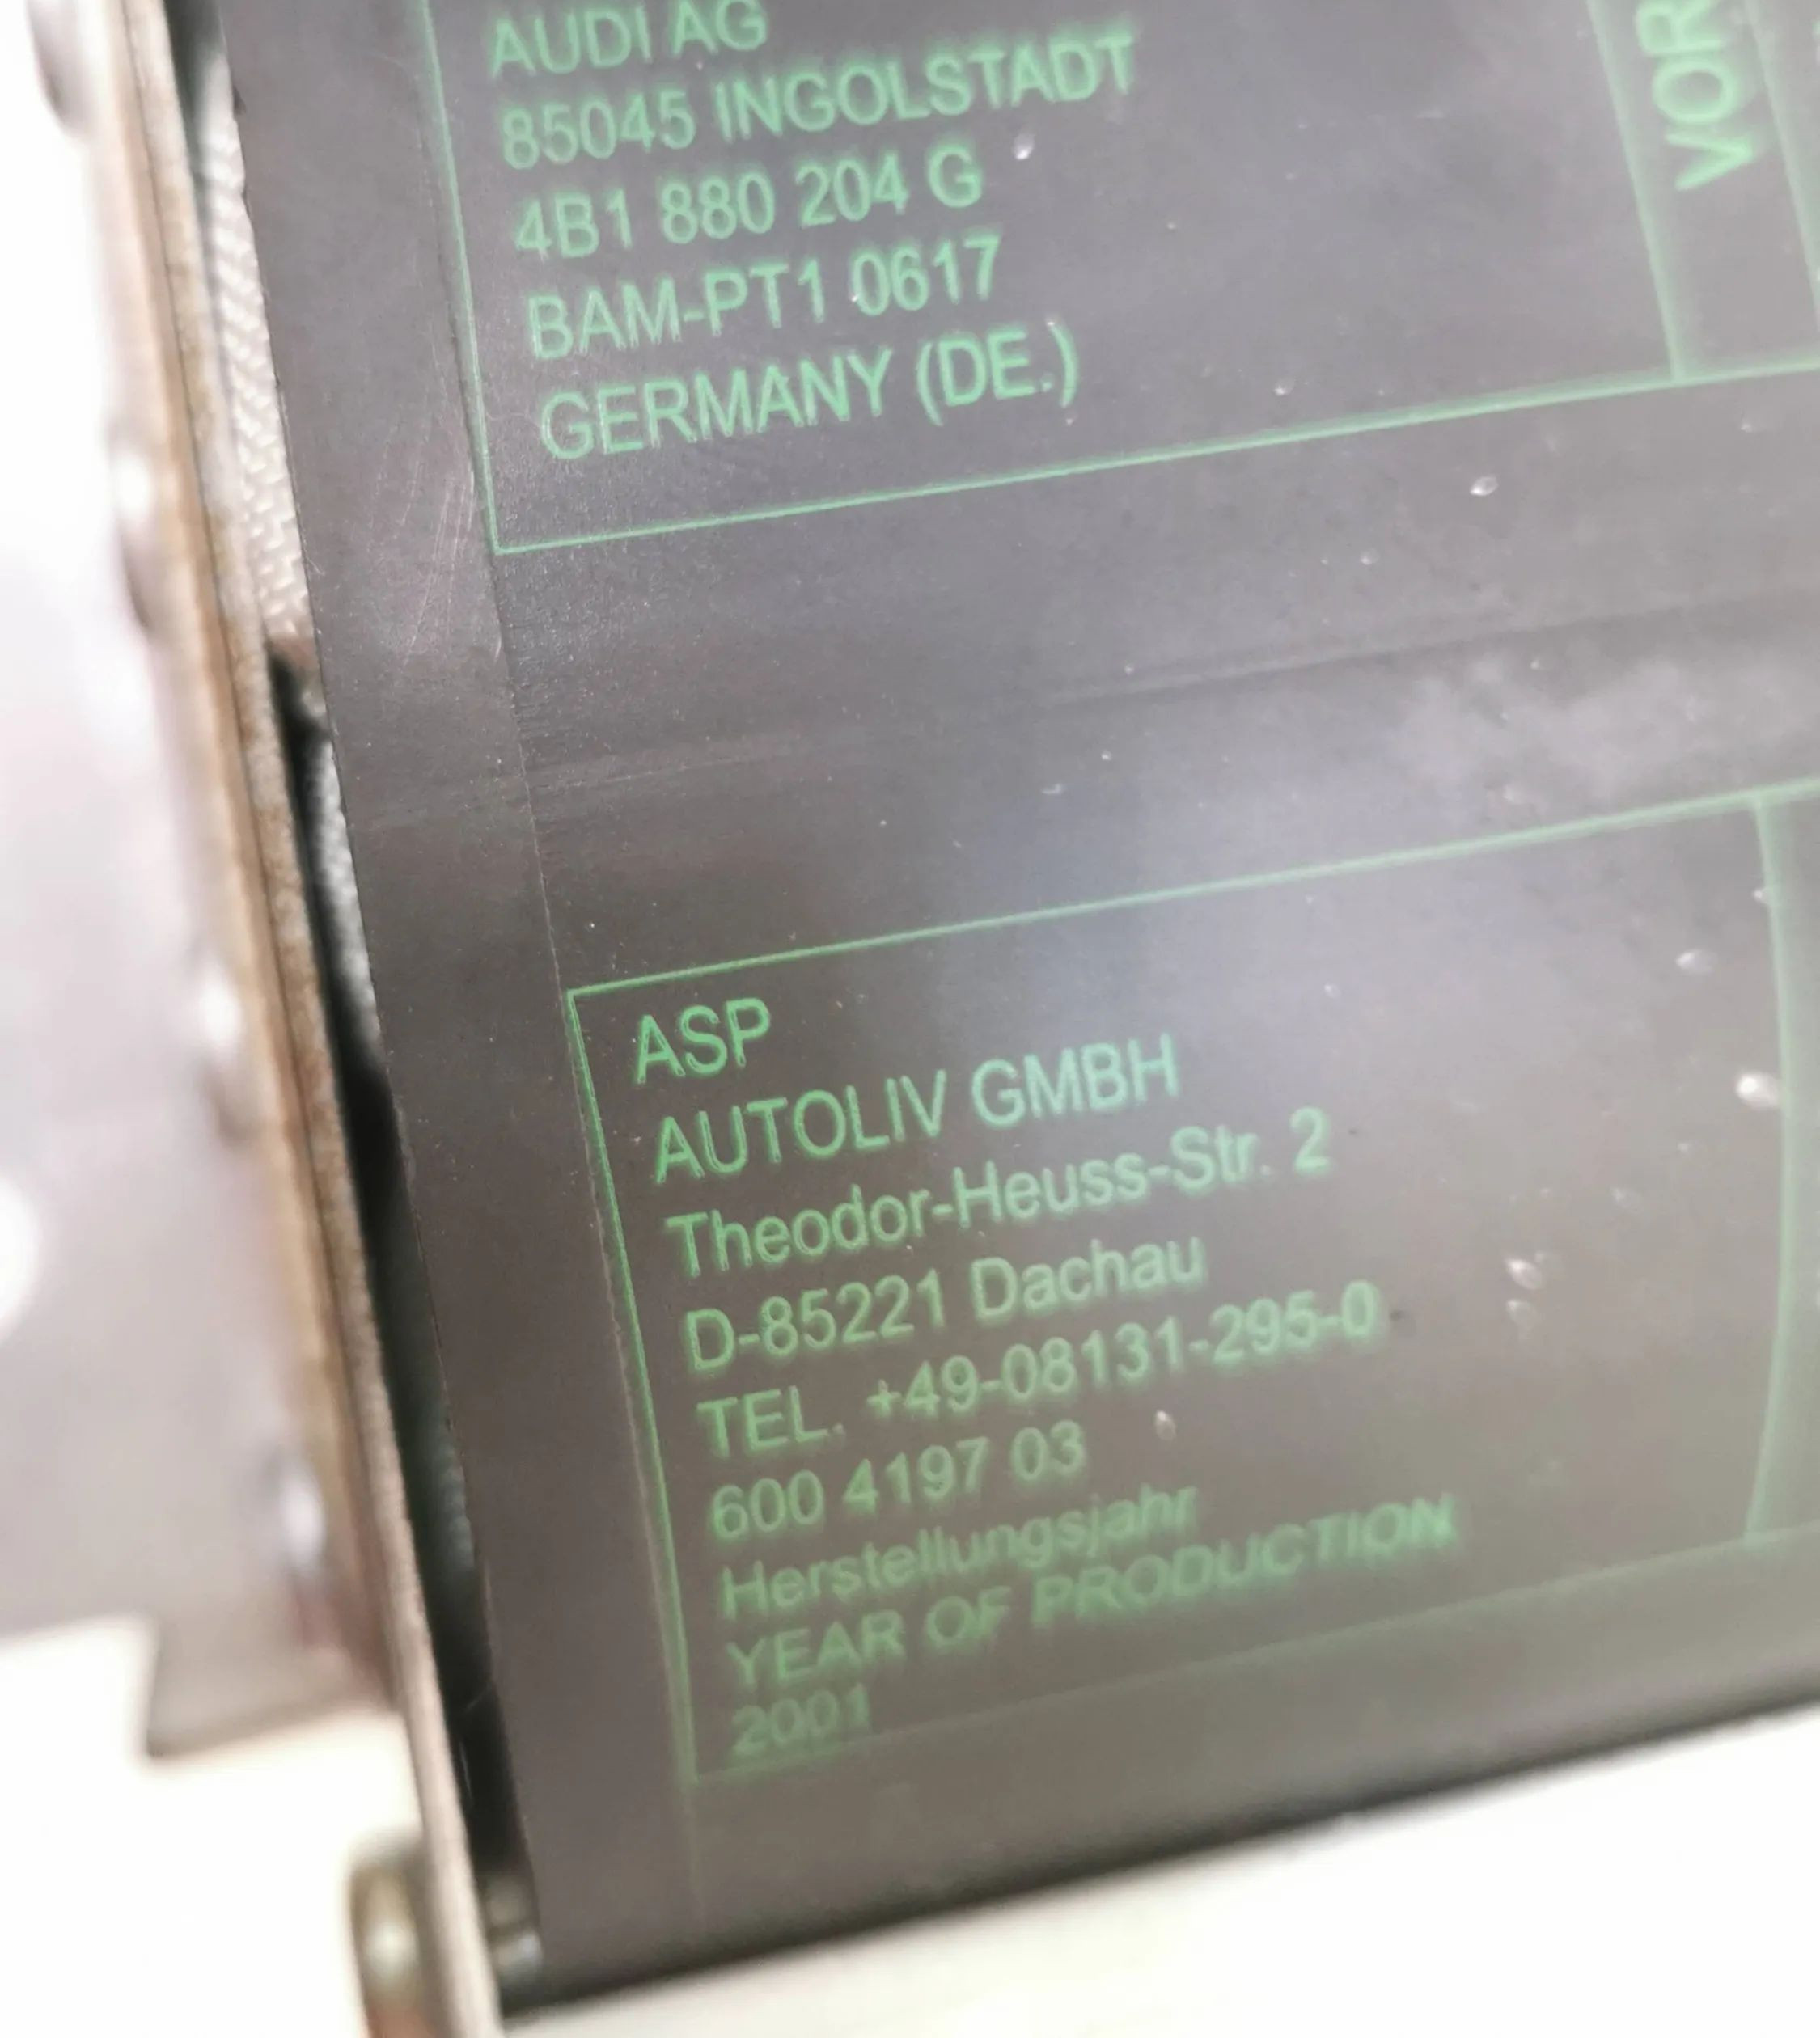 AUDI AG
85045 INGOLSTADT
4B1 880 204 G
BAM-PT1 0617
GERMANY (DE.)
VOR
ASP
AUTOLIV GMBH
Theodor-Heuss-Str. 2
D-85221 Dachau
TEL. +49-08131-295-0
600 4197 03
Herstellungsjahr
YEAR OF PRODUCTION
2001